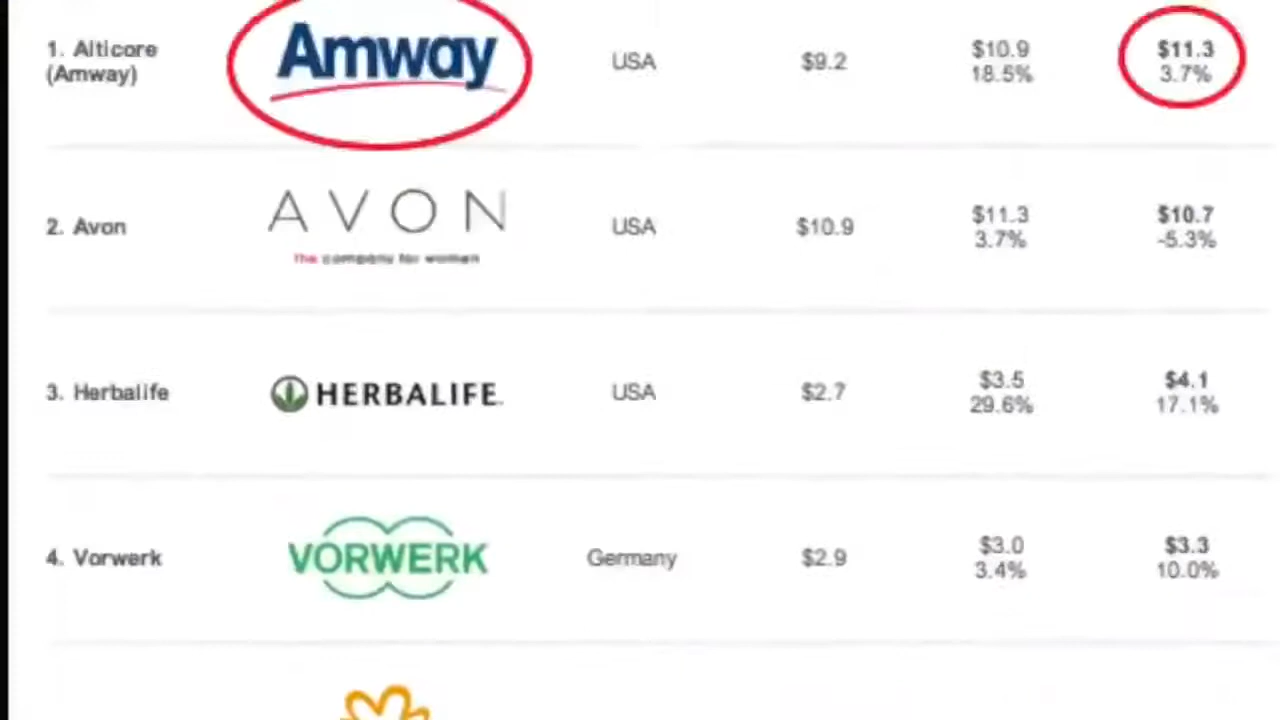 1. Alticore
(Amway)
Amway
USA
$9.2
$10.9
18.5%
$11.3
3.7%
2. Avon
AVON
the company for women
USA
$10.9
$11.3
3.7%
$10.7
-5.3%
3. Herbalife
HERBALIFE
USA
$2.7
$3.5
29.6%
$4.1
17.1%
4. Vorwerk
VORWERK
Germany
$2.9
$3.0
3.4%
$3.3
10.0%